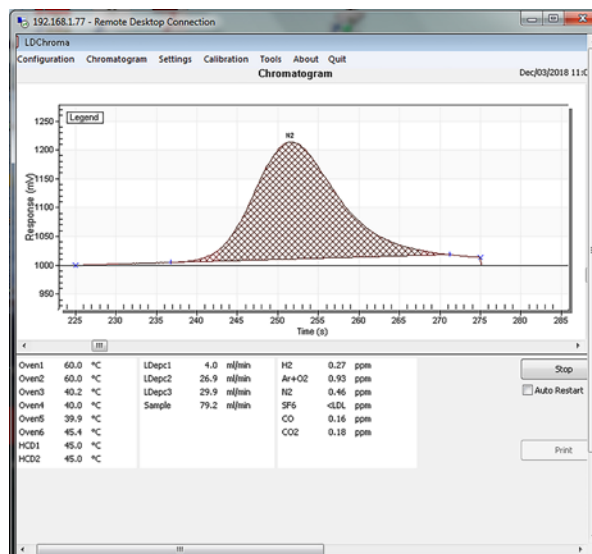 192.168.1.77 - Remote Desktop Connection
LDChroma
Configuration Chromatogram Settings Calibration Tools About Quit
Chromatogram
Dec/03/2018 11:0
Legend
N2
1250
1200
1150
1100
1050
1000
950
Response (mV)
225 230 235 240 245 250 255 260 265 270 275 280 285
Time (s)
Oven1 60.0 °C LDepc1 4.0 ml/min H2 0.27 ppm Stop
Oven2 60.0 °C LDepc2 26.9 ml/min Ar+O2 0.93 ppm
Oven3 40.2 °C LDepc3 29.9 ml/min N2 0.46 ppm Auto Restart
Oven4 40.0 °C Sample 79.2 ml/min SF6 <LDL ppm
Oven5 39.9 °C CO 0.16 ppm
Oven6 45.4 °C CO2 0.18 ppm
HCD1 45.0 °C Print
HCD2 45.0 °C